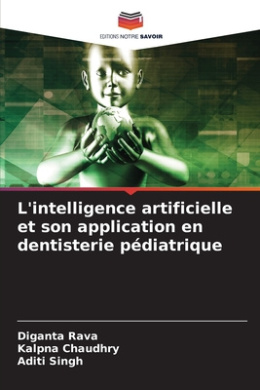 EDITIONS NOTRE SAVOIR
L'intelligence artificielle
et son application en
dentisterie pédiatrique
Diganta Rava
Kalpna Chaudhry
Aditi Singh